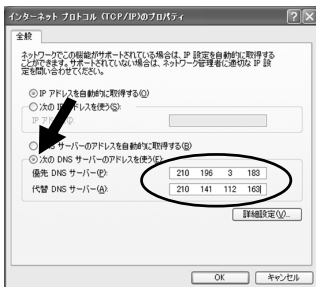 インターネット プロトコル (TCP/IP)のプロパティ
全般
ネットワークでこの機能がサポートされている場合は、IP 設定を自動的に取得する
ことができます。サポートされていない場合は、ネットワーク管理者に適切な IP 設
定を問い合わせてください。
IP アドレスを自動的に取得する(O)
次の IP アドレスを使う(S):
IP アドレス(I):
DNS サーバーのアドレスを自動的に取得する(B)
次の DNS サーバーのアドレスを使う(E):
優先 DNS サーバー(P): 210 196 3 183
代替 DNS サーバー(A): 210 141 112 163
詳細設定(V)...
OK キャンセル